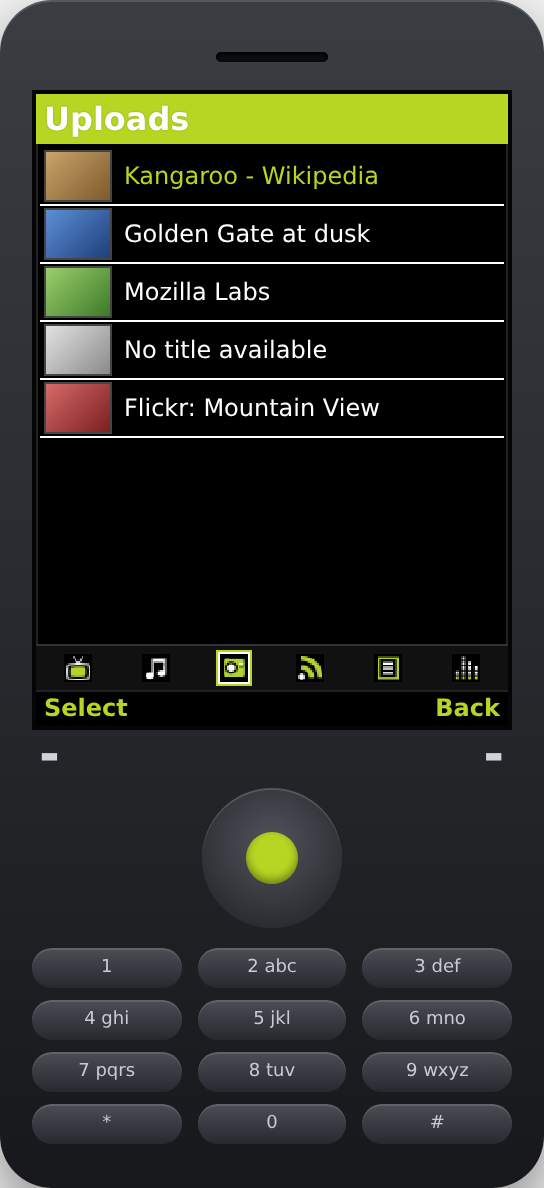 Uploads
Kangaroo - Wikipedia
Golden Gate at dusk
Mozilla Labs
No title available
Flickr: Mountain View
Select Back
1 2 abc 3 def
4 ghi 5 jkl 6 mno
7 pqrs 8 tuv 9 wxyz
* 0 #